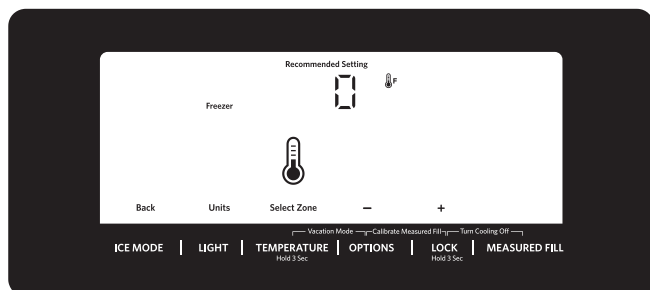 Recommended Setting
0 F
Freezer
Back Units Select Zone – +
Vacation Mode Calibrate Measured Fill Turn Cooling Off
ICE MODE LIGHT TEMPERATURE OPTIONS LOCK MEASURED FILL
Hold 3 Sec Hold 3 Sec